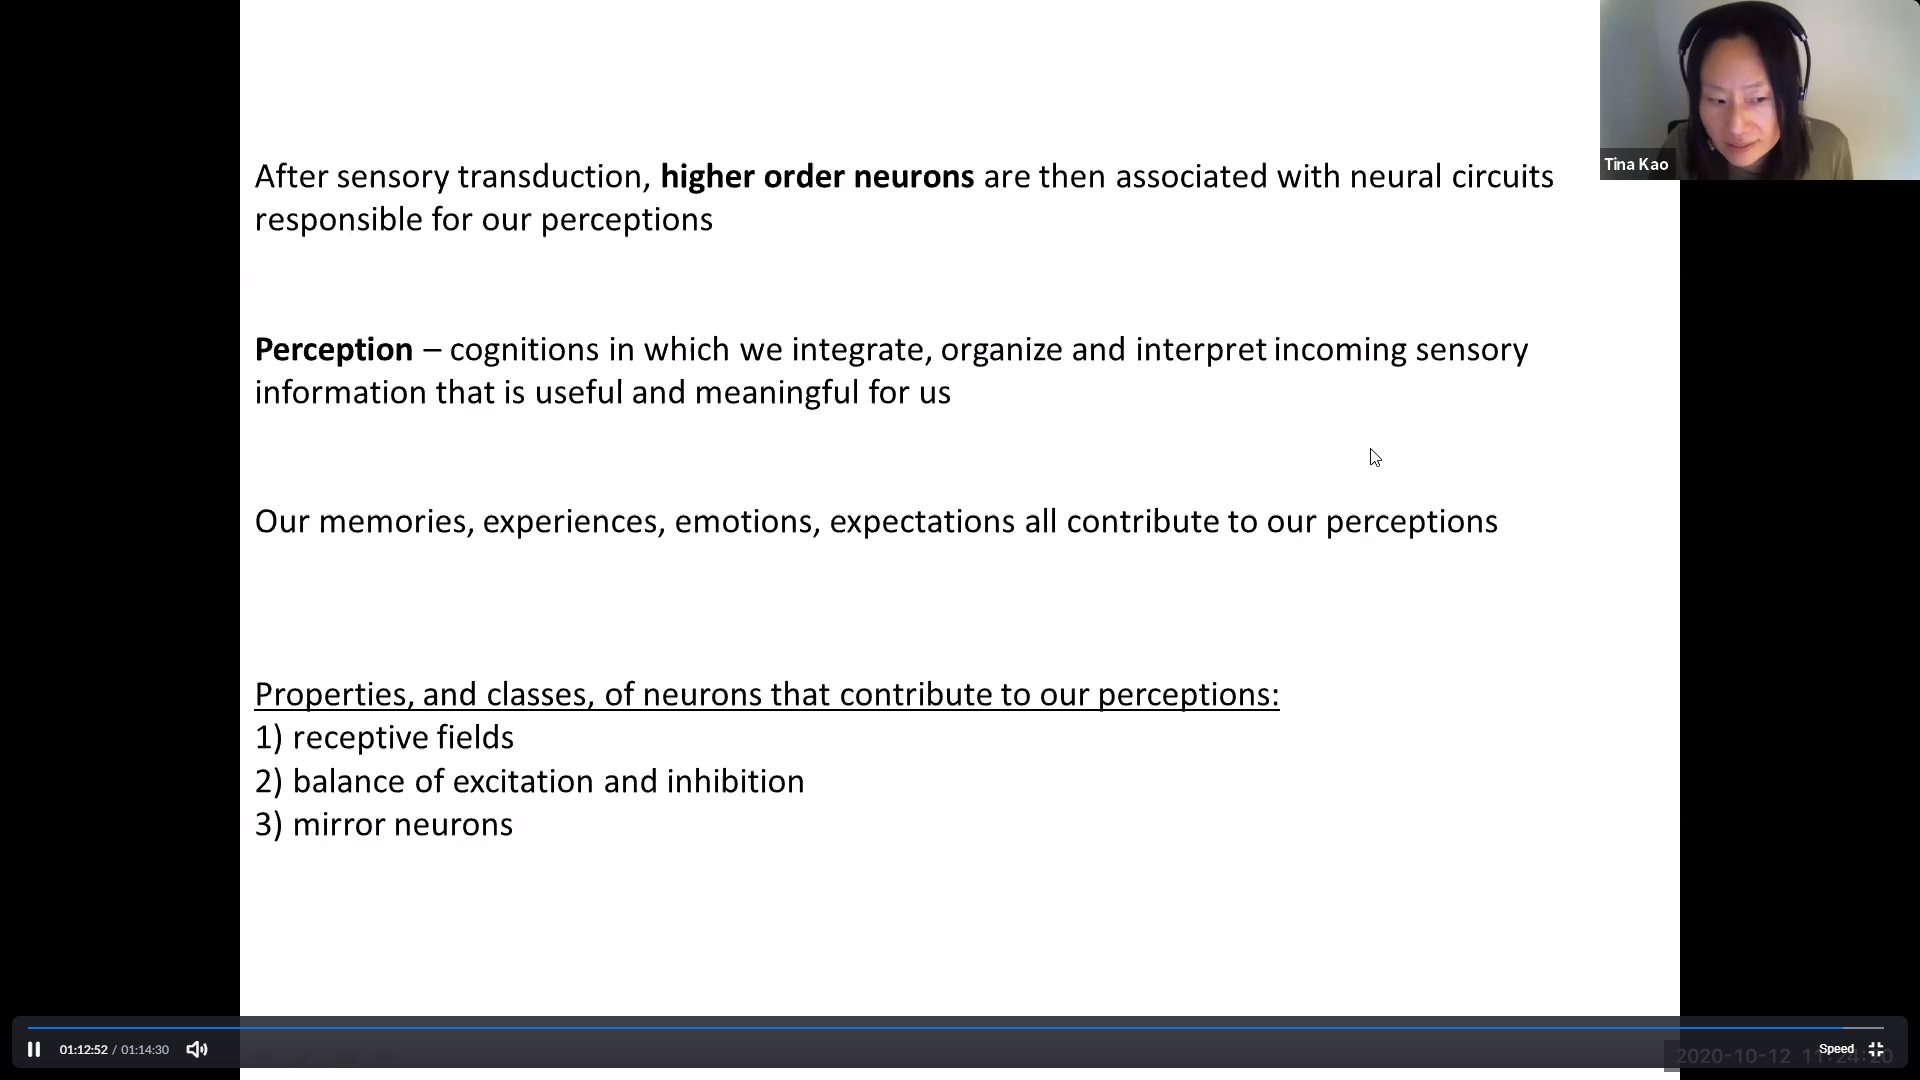 Tina Kao
After sensory transduction, higher order neurons are then associated with neural circuits
responsible for our perceptions
Perception – cognitions in which we integrate, organize and interpret incoming sensory
information that is useful and meaningful for us
Our memories, experiences, emotions, expectations all contribute to our perceptions
Properties, and classes, of neurons that contribute to our perceptions:
1) receptive fields
2) balance of excitation and inhibition
3) mirror neurons
01:12:52 / 01:14:30
Speed
2020-10-12